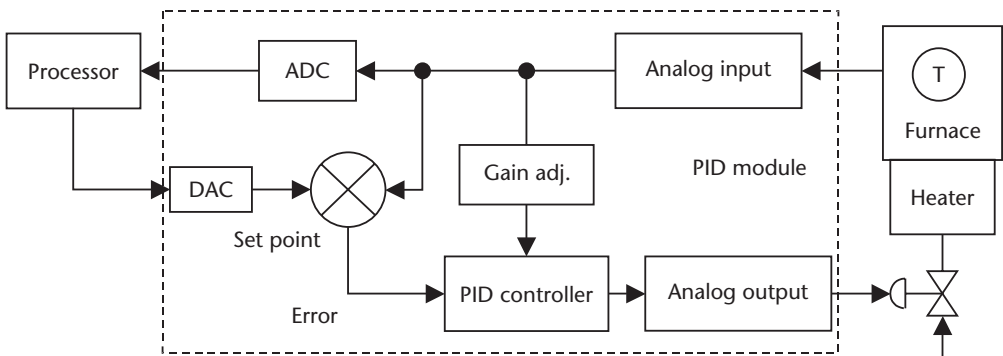 Processor
ADC
Analog input
T
Furnace
DAC
Gain adj.
PID module
Heater
Set point
PID controller
Analog output
Error